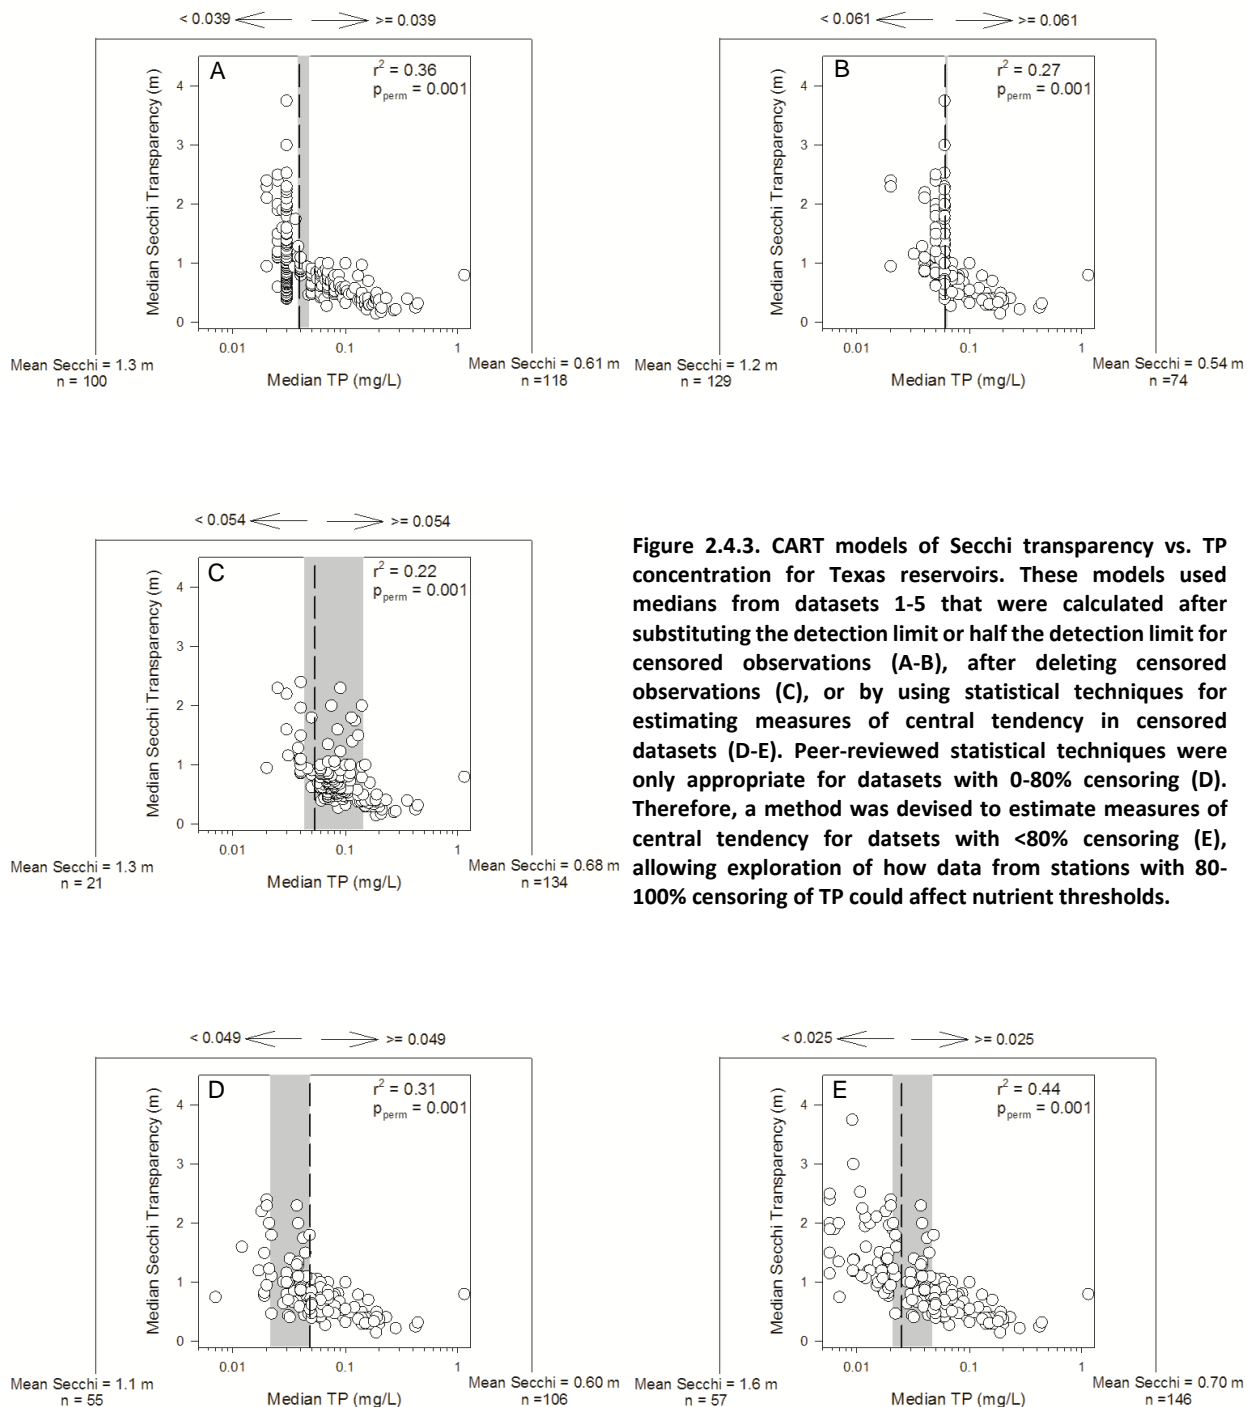 < 0.039 >= 0.039
A
r² = 0.36
p_perm = 0.001
Median Secchi Transparency (m)
4
3
2
1
0
0.01 0.1 1
Median TP (mg/L)
Mean Secchi = 1.3 m
n = 100
Mean Secchi = 0.61 m
n =118
< 0.061 >= 0.061
B
r² = 0.27
p_perm = 0.001
Median Secchi Transparency (m)
4
3
2
1
0
0.01 0.1 1
Median TP (mg/L)
Mean Secchi = 1.2 m
n = 129
Mean Secchi = 0.54 m
n =74
< 0.054 >= 0.054
C
r² = 0.22
p_perm = 0.001
Median Secchi Transparency (m)
4
3
2
1
0
0.01 0.1 1
Median TP (mg/L)
Mean Secchi = 1.3 m
n = 21
Mean Secchi = 0.68 m
n =134
Figure 2.4.3. CART models of Secchi transparency vs. TP
concentration for Texas reservoirs. These models used
medians from datasets 1-5 that were calculated after
substituting the detection limit or half the detection limit for
censored observations (A-B), after deleting censored
observations (C), or by using statistical techniques for
estimating measures of central tendency in censored
datasets (D-E). Peer-reviewed statistical techniques were
only appropriate for datasets with 0-80% censoring (D).
Therefore, a method was devised to estimate measures of
central tendency for datsets with <80% censoring (E),
allowing exploration of how data from stations with 80-
100% censoring of TP could affect nutrient thresholds.
< 0.049 >= 0.049
D
r² = 0.31
p_perm = 0.001
Median Secchi Transparency (m)
4
3
2
1
0
0.01 0.1 1
Median TP (mg/L)
Mean Secchi = 1.1 m
n = 55
Mean Secchi = 0.60 m
n = 106
< 0.025 >= 0.025
E
r² = 0.44
p_perm = 0.001
Median Secchi Transparency (m)
4
3
2
1
0
0.01 0.1 1
Median TP (mg/L)
Mean Secchi = 1.6 m
n = 57
Mean Secchi = 0.70 m
n = 146